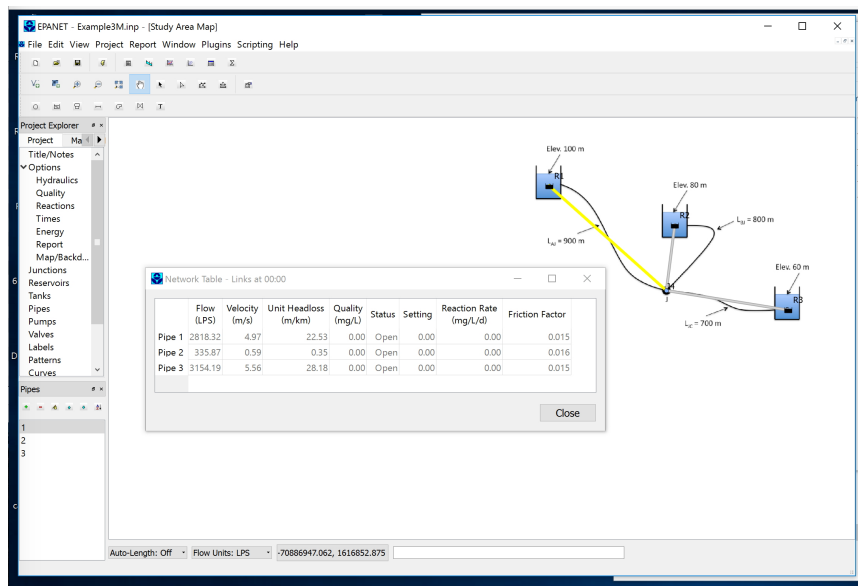 EPANET - Example3M.inp - [Study Area Map]
File Edit View Project Report Window Plugins Scripting Help
Project Explorer
Project Ma
Title/Notes
Options
Hydraulics
Quality
Reactions
Times
Energy
Report
Map/Backd...
Junctions
Reservoirs
Tanks
Pipes
Pumps
Valves
Labels
Patterns
Curves
Pipes
1
2
3
Elev. 100 m
R1
Elev. 80 m
R2
L = 800 m
L = 900 m
Elev. 60 m
R3
J
L = 700 m
Network Table - Links at 00:00
Flow (LPS) Velocity (m/s) Unit Headloss (m/km) Quality (mg/L) Status Setting Reaction Rate (mg/L/d) Friction Factor
Pipe 1 2818.32 4.97 22.53 0.00 Open 0.00 0.00 0.015
Pipe 2 335.87 0.59 0.35 0.00 Open 0.00 0.00 0.016
Pipe 3 3154.19 5.56 28.18 0.00 Open 0.00 0.00 0.015
Close
Auto-Length: Off Flow Units: LPS -70886947.062, 1616852.875